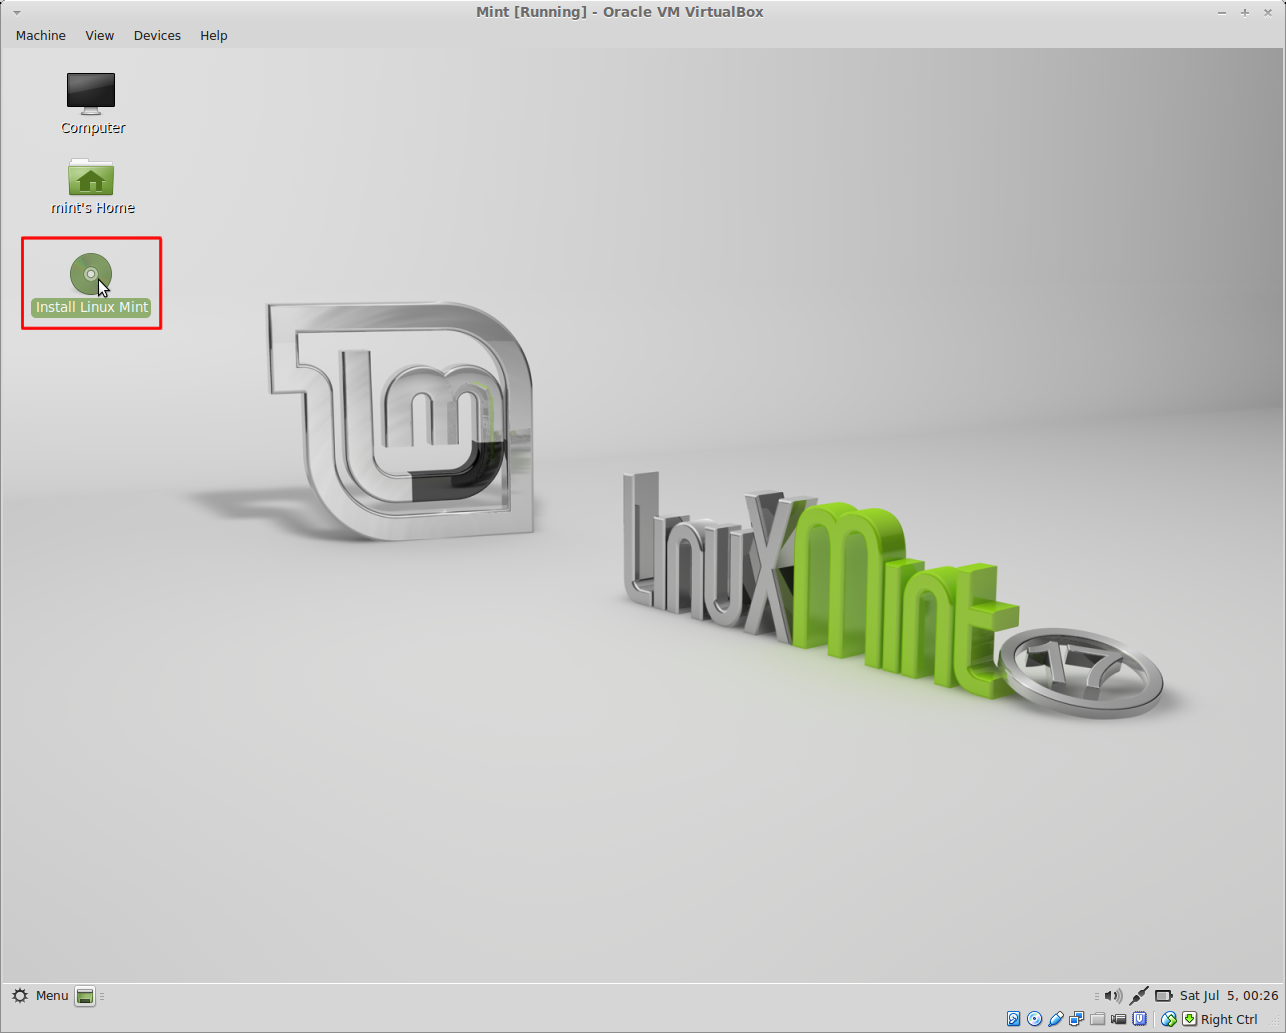 Mint [Running] - Oracle VM VirtualBox
Machine View Devices Help
Computer
mint's Home
Install Linux Mint
lm
LinuxMint
17
Menu
Sat Jul 5, 00:26
Right Ctrl